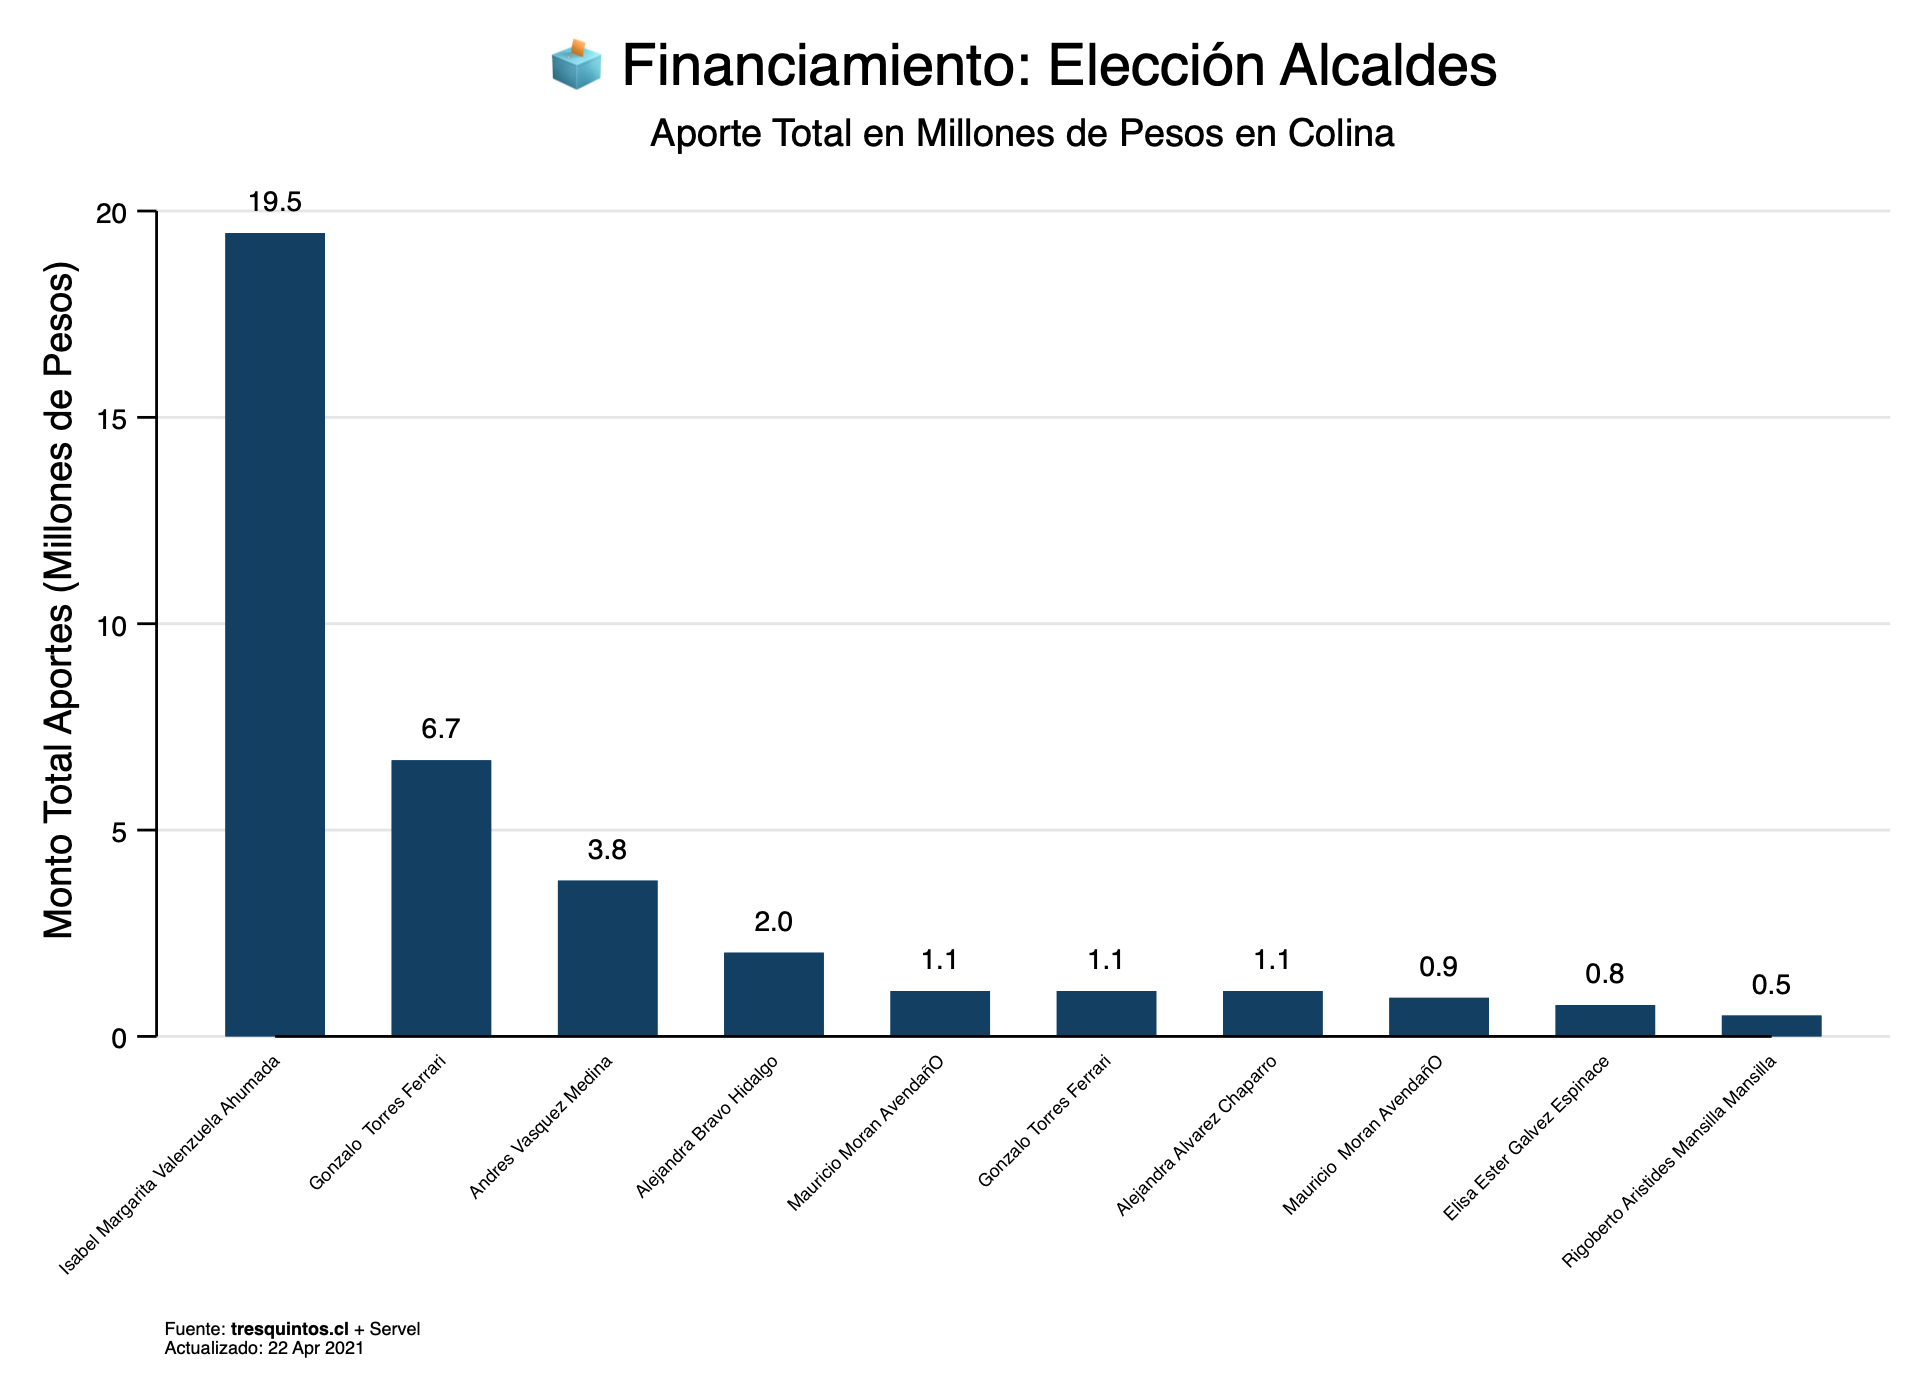 Financiamiento: Elección Alcaldes
Aporte Total en Millones de Pesos en Colina
Monto Total Aportes (Millones de Pesos)
20
15
10
5
0
19.5
6.7
3.8
2.0
1.1
1.1
1.1
0.9
0.8
0.5
Isabel Margarita Valenzuela Ahumada
Gonzalo  Torres Ferrari
Andres Vasquez Medina
Alejandra Bravo Hidalgo
Mauricio Moran AvendañO
Gonzalo Torres Ferrari
Alejandra Alvarez Chaparro
Mauricio  Moran AvendañO
Elisa Ester Galvez Espinace
Rigoberto Aristides Mansilla Mansilla
Fuente: tresquintos.cl + Servel
Actualizado: 22 Apr 2021